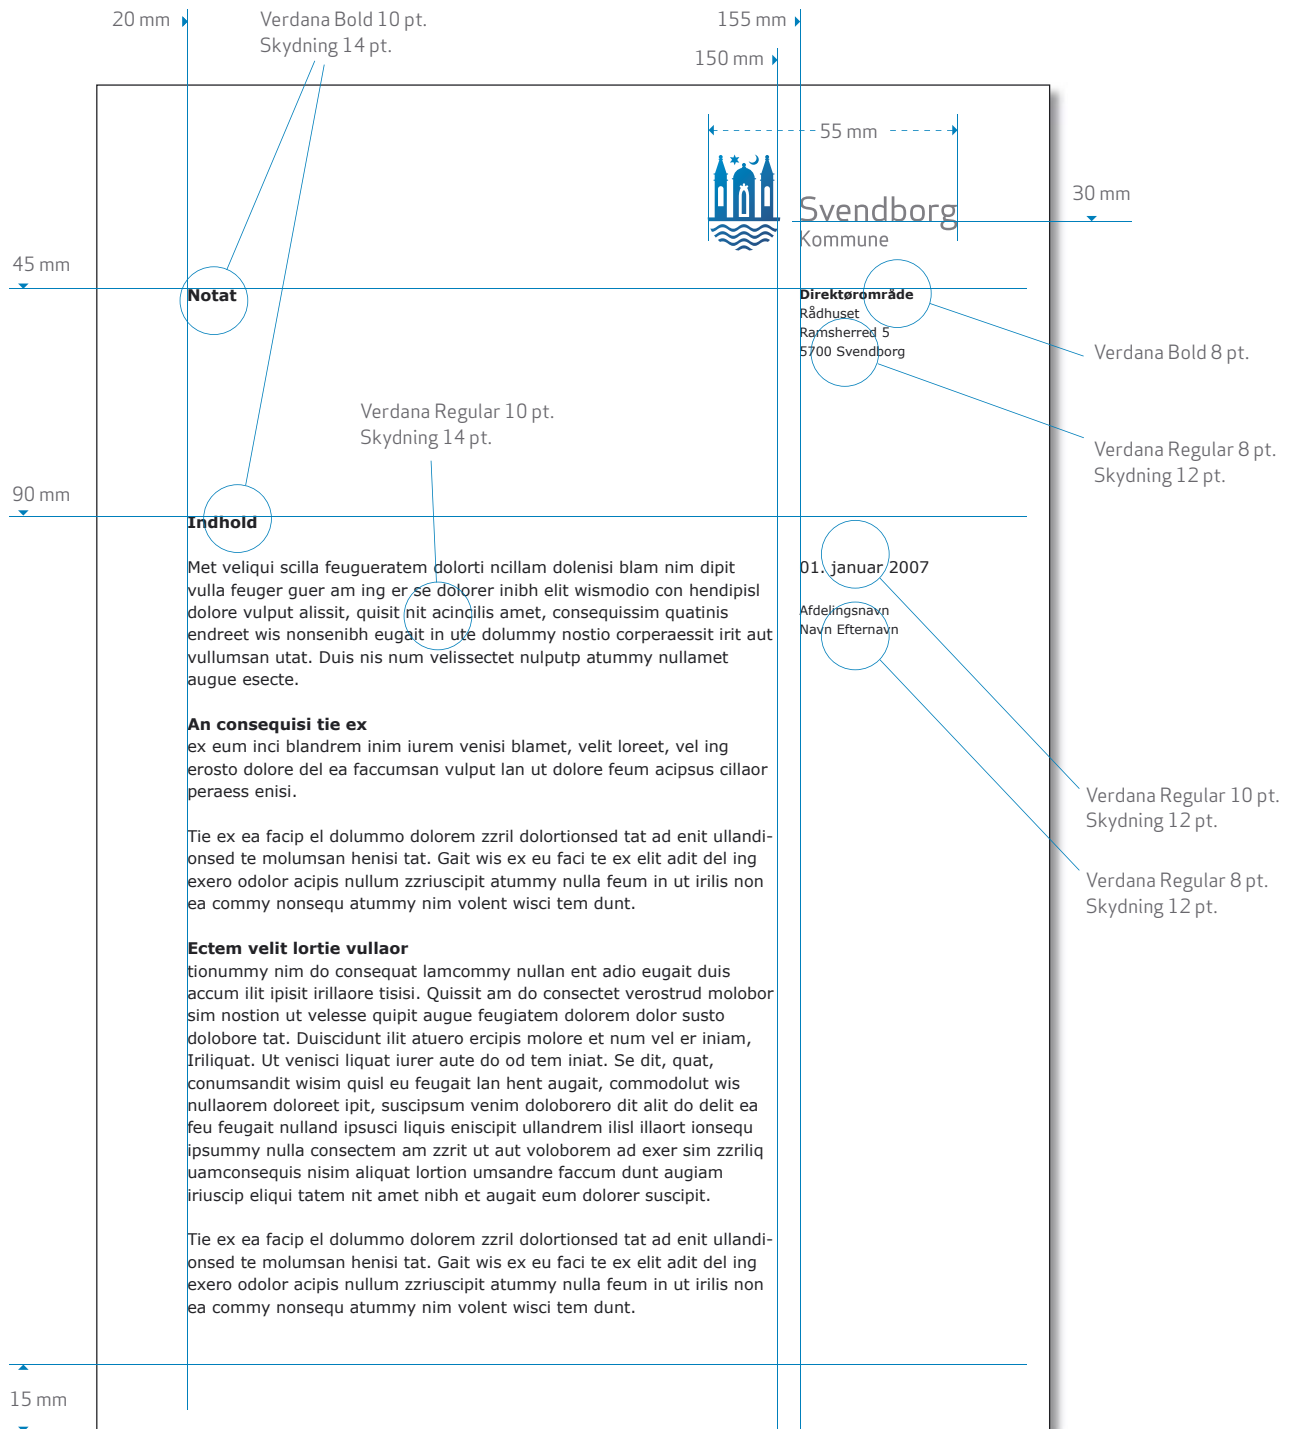 20 mm
Verdana Bold 10 pt.
Skydning 14 pt.
155 mm
150 mm
55 mm
30 mm
Svendborg
Kommune
45 mm
Notat
Direktørområde
Rådhuset
Ramsherred 5
5700 Svendborg
Verdana Bold 8 pt.
Verdana Regular 10 pt.
Skydning 14 pt.
Verdana Regular 8 pt.
Skydning 12 pt.
90 mm
Indhold
Met veliqui scilla feugueratem dolorti ncillam dolenisi blam nim dipit
vulla feuger guer am ing er se dolorer inibh elit wismodio con hendipisl
dolore vulput alissit, quisit nit acincilis amet, consequissim quatinis
endreet wis nonsenibh eugait in ute dolummy nostio corperaessit irit aut
vullumsan utat. Duis nis num velissectet nulputp atummy nullamet
augue esecte.
01. januar 2007
Afdelingsnavn
Navn Efternavn
An consequisi tie ex
ex eum inci blandrem inim iurem venisi blamet, velit loreet, vel ing
erosto dolore del ea faccumsan vulput lan ut dolore feum acipsus cillaor
peraess enisi.
Verdana Regular 10 pt.
Skydning 12 pt.
Tie ex ea facip el dolummo dolorem zzril dolortionsed tat ad enit ullandi-
onsed te molumsan henisi tat. Gait wis ex eu faci te ex elit adit del ing
exero odolor acipis nullum zzriuscipit atummy nulla feum in ut irilis non
ea commy nonsequ atummy nim volent wisci tem dunt.
Verdana Regular 8 pt.
Skydning 12 pt.
Ectem velit lortie vullaor
tionummy nim do consequat lamcommy nullan ent adio eugait duis
accum ilit ipisit irillaore tisisi. Quissit am do consectet verostrud molobor
sim nostion ut velesse quipit augue feugiatem dolorem dolor susto
dolobore tat. Duiscidunt ilit atuero ercipis molore et num vel er iniam,
Iriliquat. Ut venisci liquat iurer aute do od tem iniat. Se dit, quat,
conumsandit wisim quisl eu feugait lan hent augait, commodolut wis
nullaorem doloreet ipit, suscipsum venim doloborero dit alit do delit ea
feu feugait nulland ipsusci liquis eniscipit ullandrem ilisl illaort ionsequ
ipsummy nulla consectem am zzrit ut aut voloborem ad exer sim zzriliq
uamconsequis nisim aliquat lortion umsandre faccum dunt augiam
iriuscip eliqui tatem nit amet nibh et augait eum dolorer suscipit.
Tie ex ea facip el dolummo dolorem zzril dolortionsed tat ad enit ullandi-
onsed te molumsan henisi tat. Gait wis ex eu faci te ex elit adit del ing
exero odolor acipis nullum zzriuscipit atummy nulla feum in ut irilis non
ea commy nonsequ atummy nim volent wisci tem dunt.
15 mm